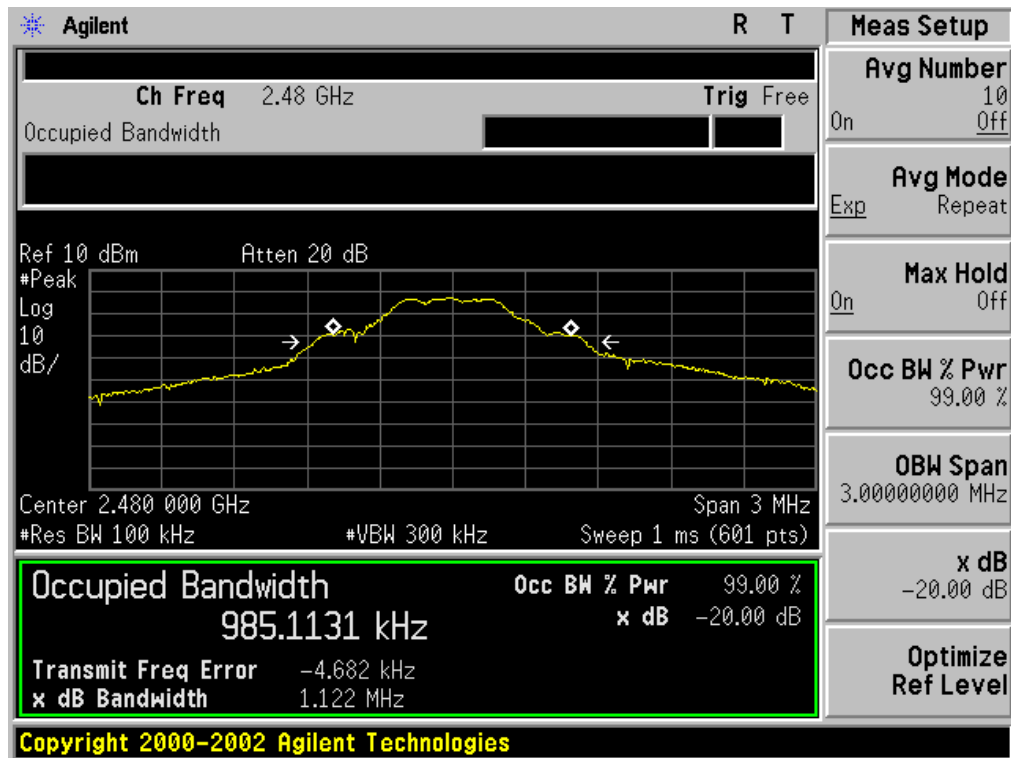 Agilent R T
Ch Freq 2.48 GHz Trig Free
Occupied Bandwidth
Ref 10 dBm Atten 20 dB
#Peak
Log
10
dB/
Center 2.480 000 GHz Span 3 MHz
#Res BW 100 kHz #VBW 300 kHz Sweep 1 ms (601 pts)
Occupied Bandwidth Occ BW % Pwr 99.00 %
985.1131 kHz x dB -20.00 dB
Transmit Freq Error -4.682 kHz
x dB Bandwidth 1.122 MHz
Copyright 2000-2002 Agilent Technologies
Meas Setup
Avg Number
10
On Off
Avg Mode
Exp Repeat
Max Hold
On Off
Occ BW % Pwr
99.00 %
OBW Span
3.00000000 MHz
x dB
-20.00 dB
Optimize
Ref Level